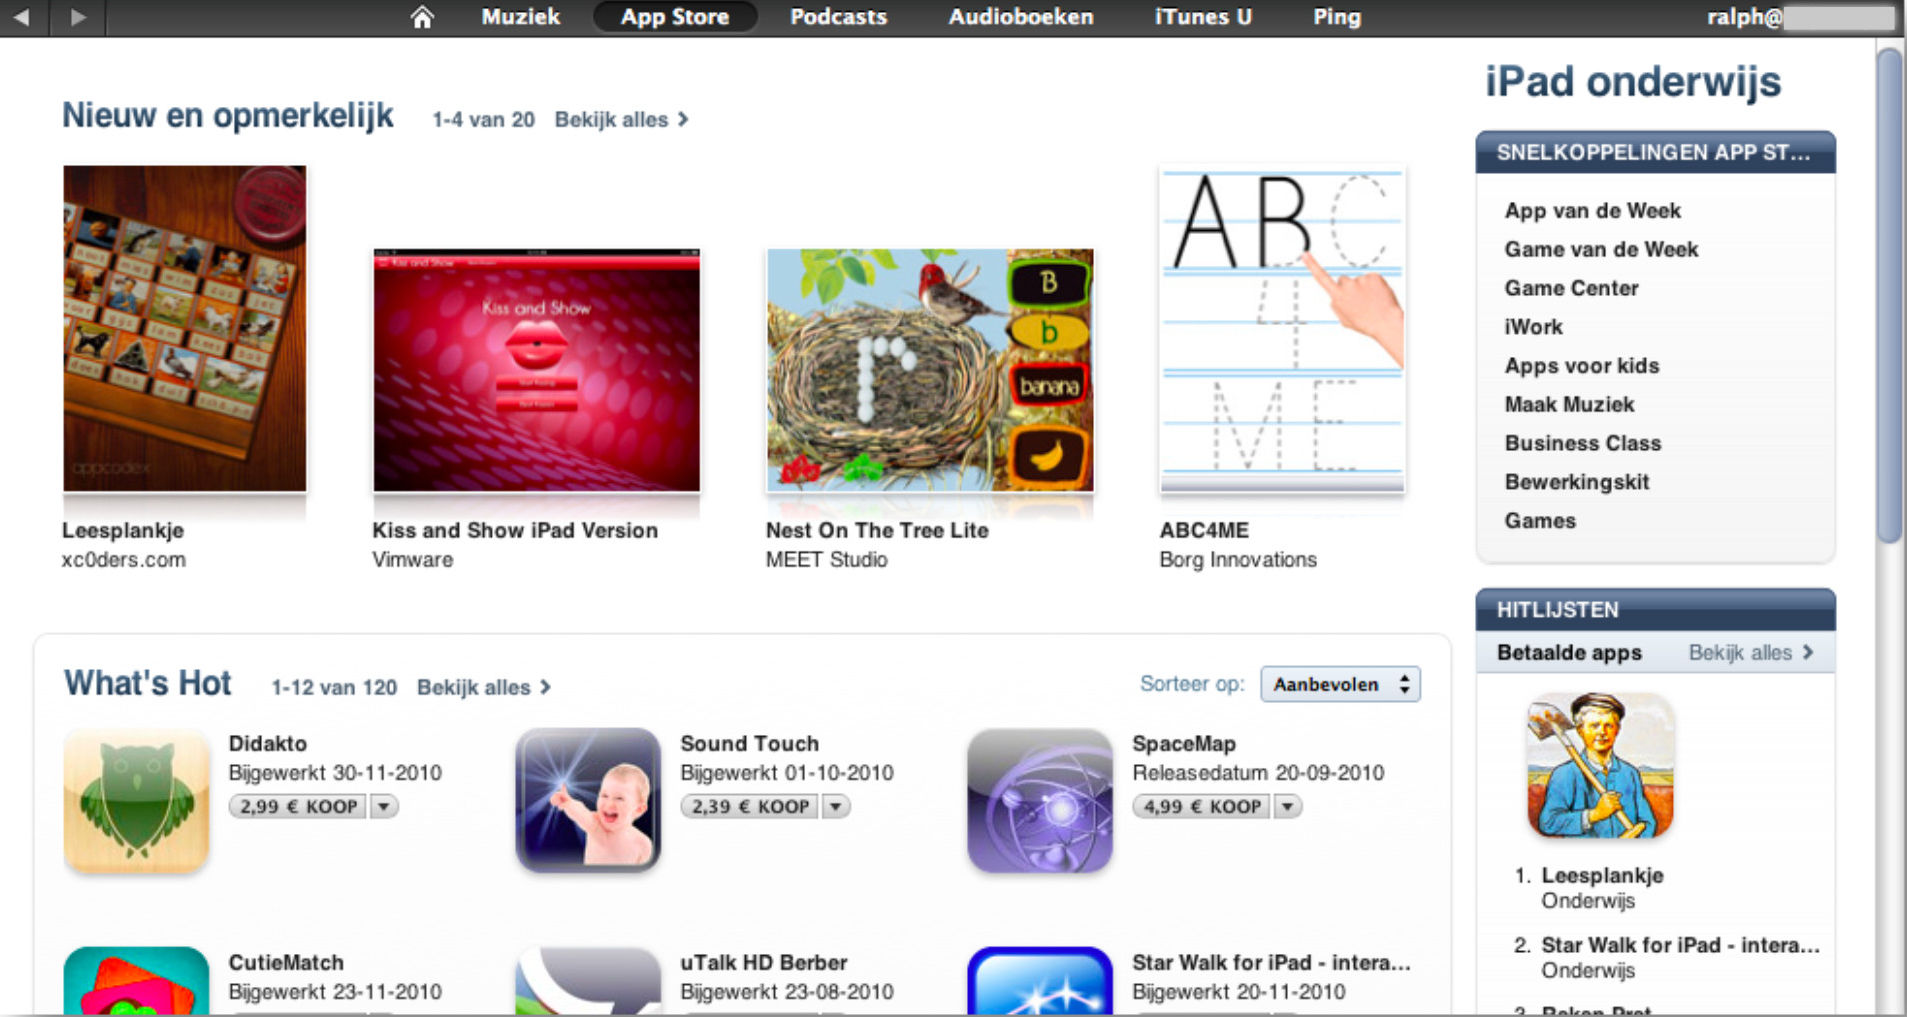 Muziek App Store Podcasts Audioboeken iTunes U Ping ralph@
Nieuw en opmerkelijk 1-4 van 20 Bekijk alles
appcodex
Leesplankje
xc0ders.com
Kiss and Show
Kiss and Show
Kiss and Show iPad Version
Vimware
B
b
banana
Nest On The Tree Lite
MEET Studio
ABC
4
ME
ABC4ME
Borg Innovations
iPad onderwijs
SNELKOPPELINGEN APP ST...
App van de Week
Game van de Week
Game Center
iWork
Apps voor kids
Maak Muziek
Business Class
Bewerkingskit
Games
What's Hot 1-12 van 120 Bekijk alles
Sorteer op: Aanbevolen
Didakto
Bijgewerkt 30-11-2010
2,99 € KOOP
Sound Touch
Bijgewerkt 01-10-2010
2,39 € KOOP
SpaceMap
Releasedatum 20-09-2010
4,99 € KOOP
CutieMatch
Bijgewerkt 23-11-2010
uTalk HD Berber
Bijgewerkt 23-08-2010
Star Walk for iPad - intera...
Bijgewerkt 20-11-2010
HITLIJSTEN
Betaalde apps Bekijk alles
1. Leesplankje
Onderwijs
2. Star Walk for iPad - intera...
Onderwijs
3. Reken Pret